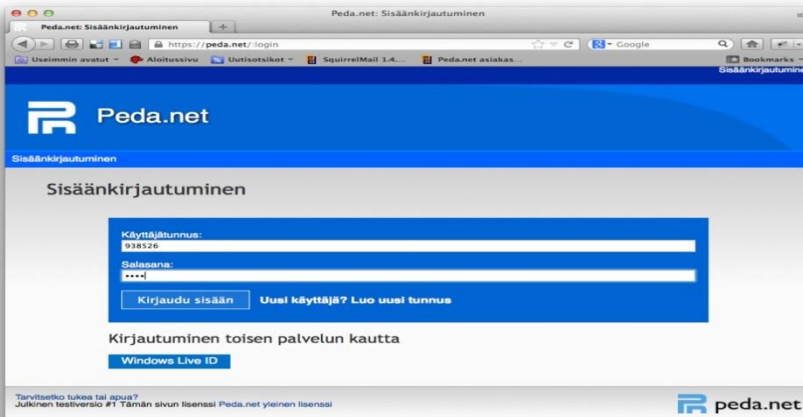 Peda.net: Sisäänkirjautuminen
Peda.net: Sisäänkirjautuminen
https://peda.net/:login
Google
Useimmin avatut
Aloitussivu
Uutisotsikot
SquirrelMail 1.4....
Peda.net asiakas...
Bookmarks
Sisäänkirjautumine
Peda.net
Sisäänkirjautuminen
Sisäänkirjautuminen
Käyttäjätunnus:
938526
Salasana:
••••
Kirjaudu sisään
Uusi käyttäjä? Luo uusi tunnus
Kirjautuminen toisen palvelun kautta
Windows Live ID
Tarvitsetko tukea tai apua?
Julkinen testiversio #1 Tämän sivun lisenssi Peda.net yleinen lisenssi
peda.net